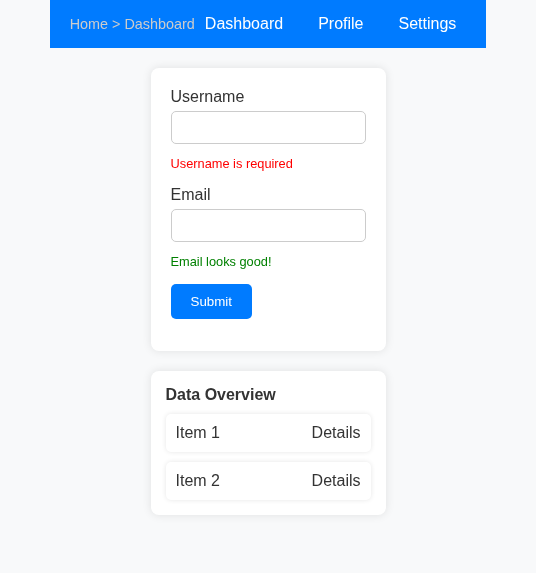 Home > Dashboard Dashboard Profile Settings
Username
Username is required
Email
Email looks good!
Submit
Data Overview
Item 1 Details
Item 2 Details